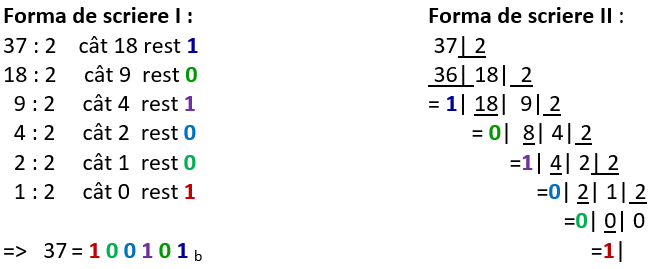 Forma de scriere I :
37 : 2 cât 18 rest 1
18 : 2 cât 9 rest 0
9 : 2 cât 4 rest 1
4 : 2 cât 2 rest 0
2 : 2 cât 1 rest 0
1 : 2 cât 0 rest 1
=> 37 = 1 0 0 1 0 1 b
Forma de scriere II :
37| 2
36| 18| 2
= 1| 18| 9| 2
= 0| 8| 4| 2
=1| 4| 2| 2
=0| 2| 1| 2
=0| 0| 0
=1|